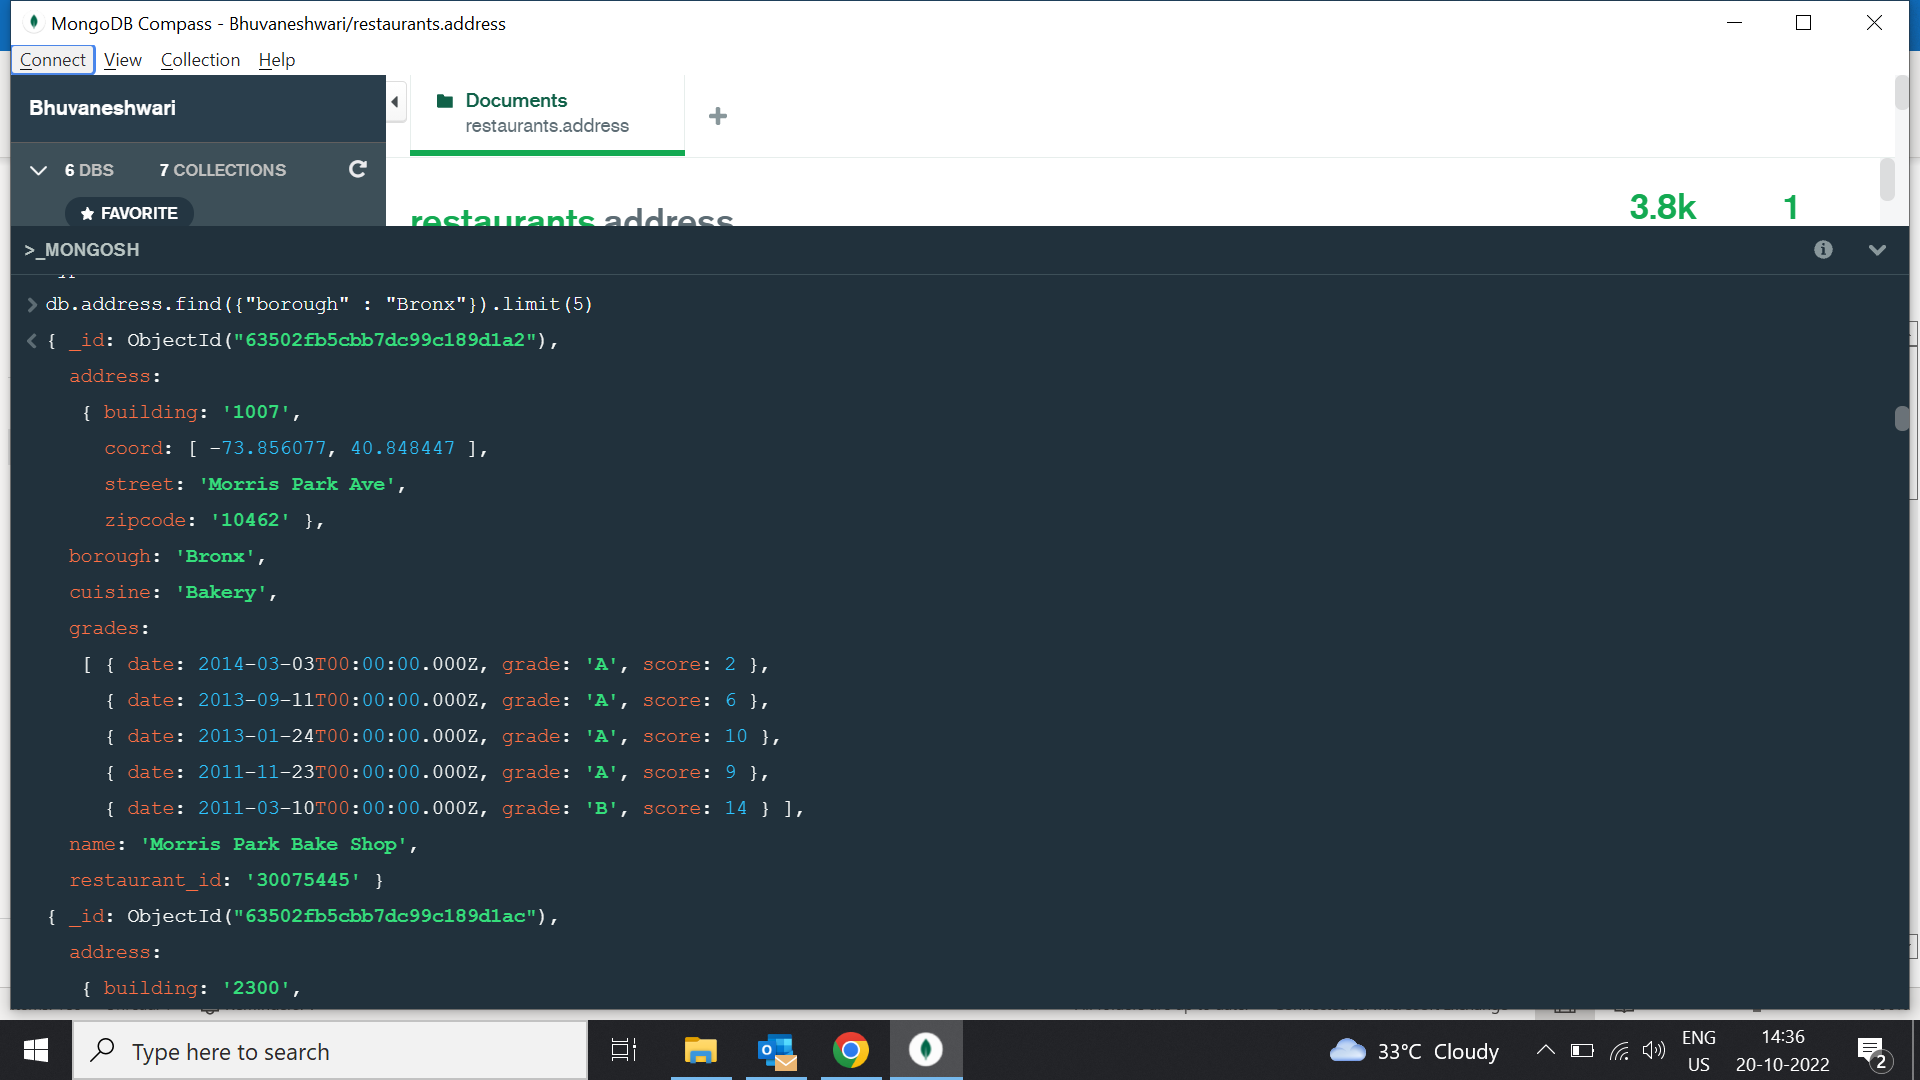 MongoDB Compass - Bhuvaneshwari/restaurants.address
Connect View Collection Help
Bhuvaneshwari
Documents
restaurants.address
6 DBS 7 COLLECTIONS
FAVORITE
restaurants.address
3.8k 1
>_MONGOSH
db.address.find({"borough" : "Bronx"}).limit(5)
{ _id: ObjectId("63502fb5cbb7dc99c189d1a2"),
address:
{ building: '1007',
coord: [ -73.856077, 40.848447 ],
street: 'Morris Park Ave',
zipcode: '10462' },
borough: 'Bronx',
cuisine: 'Bakery',
grades:
[ { date: 2014-03-03T00:00:00.000Z, grade: 'A', score: 2 },
{ date: 2013-09-11T00:00:00.000Z, grade: 'A', score: 6 },
{ date: 2013-01-24T00:00:00.000Z, grade: 'A', score: 10 },
{ date: 2011-11-23T00:00:00.000Z, grade: 'A', score: 9 },
{ date: 2011-03-10T00:00:00.000Z, grade: 'B', score: 14 } ],
name: 'Morris Park Bake Shop',
restaurant_id: '30075445' }
{ _id: ObjectId("63502fb5cbb7dc99c189d1ac"),
address:
{ building: '2300',
Type here to search
33°C Cloudy
ENG
US
14:36
20-10-2022
2